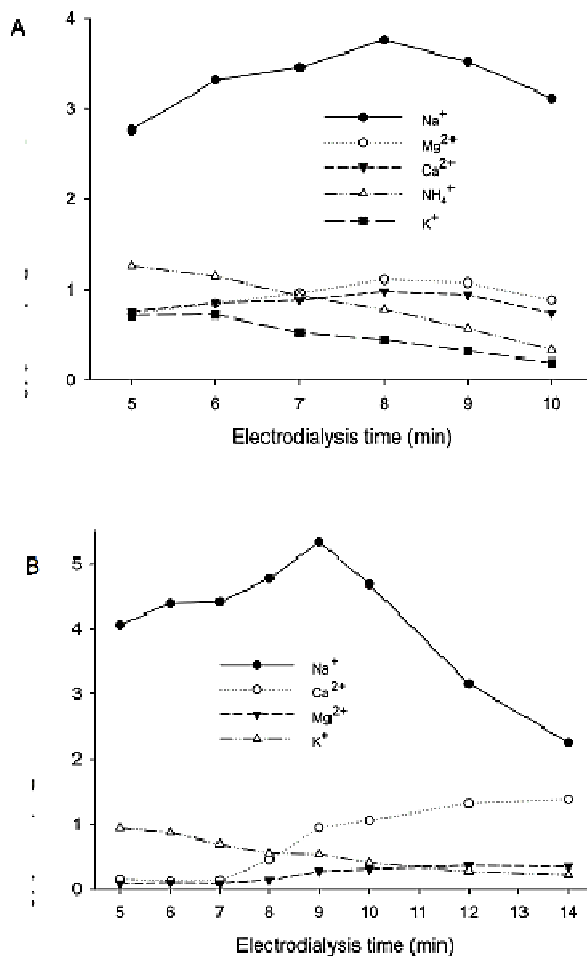 A
4
3
2
1
0
Na+
Mg2+
Ca2+
NH4+
K+
5 6 7 8 9 10
Electrodialysis time (min)
B
5
4
3
2
1
0
Na+
Ca2+
Mg2+
K+
5 6 7 8 9 10 11 12 13 14
Electrodialysis time (min)